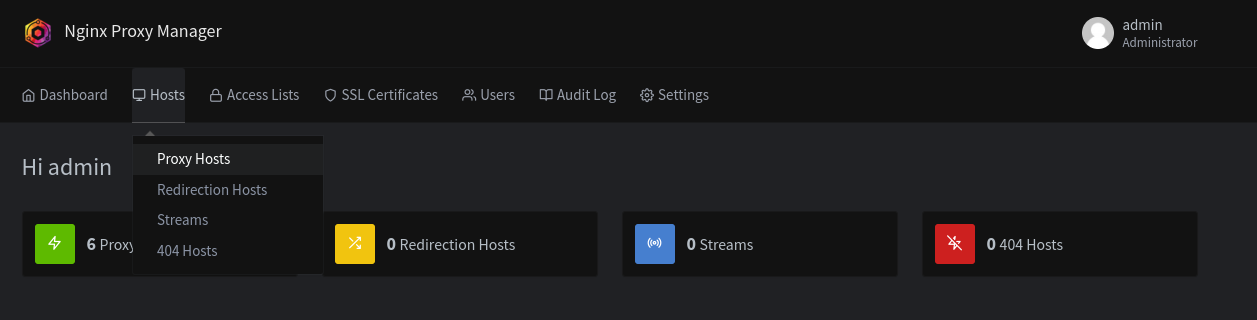 Nginx Proxy Manager
admin
Administrator
Dashboard Hosts Access Lists SSL Certificates Users Audit Log Settings
Hi admin
Proxy Hosts
Redirection Hosts
Streams
404 Hosts
6 Proxy
0 Redirection Hosts
0 Streams
0 404 Hosts